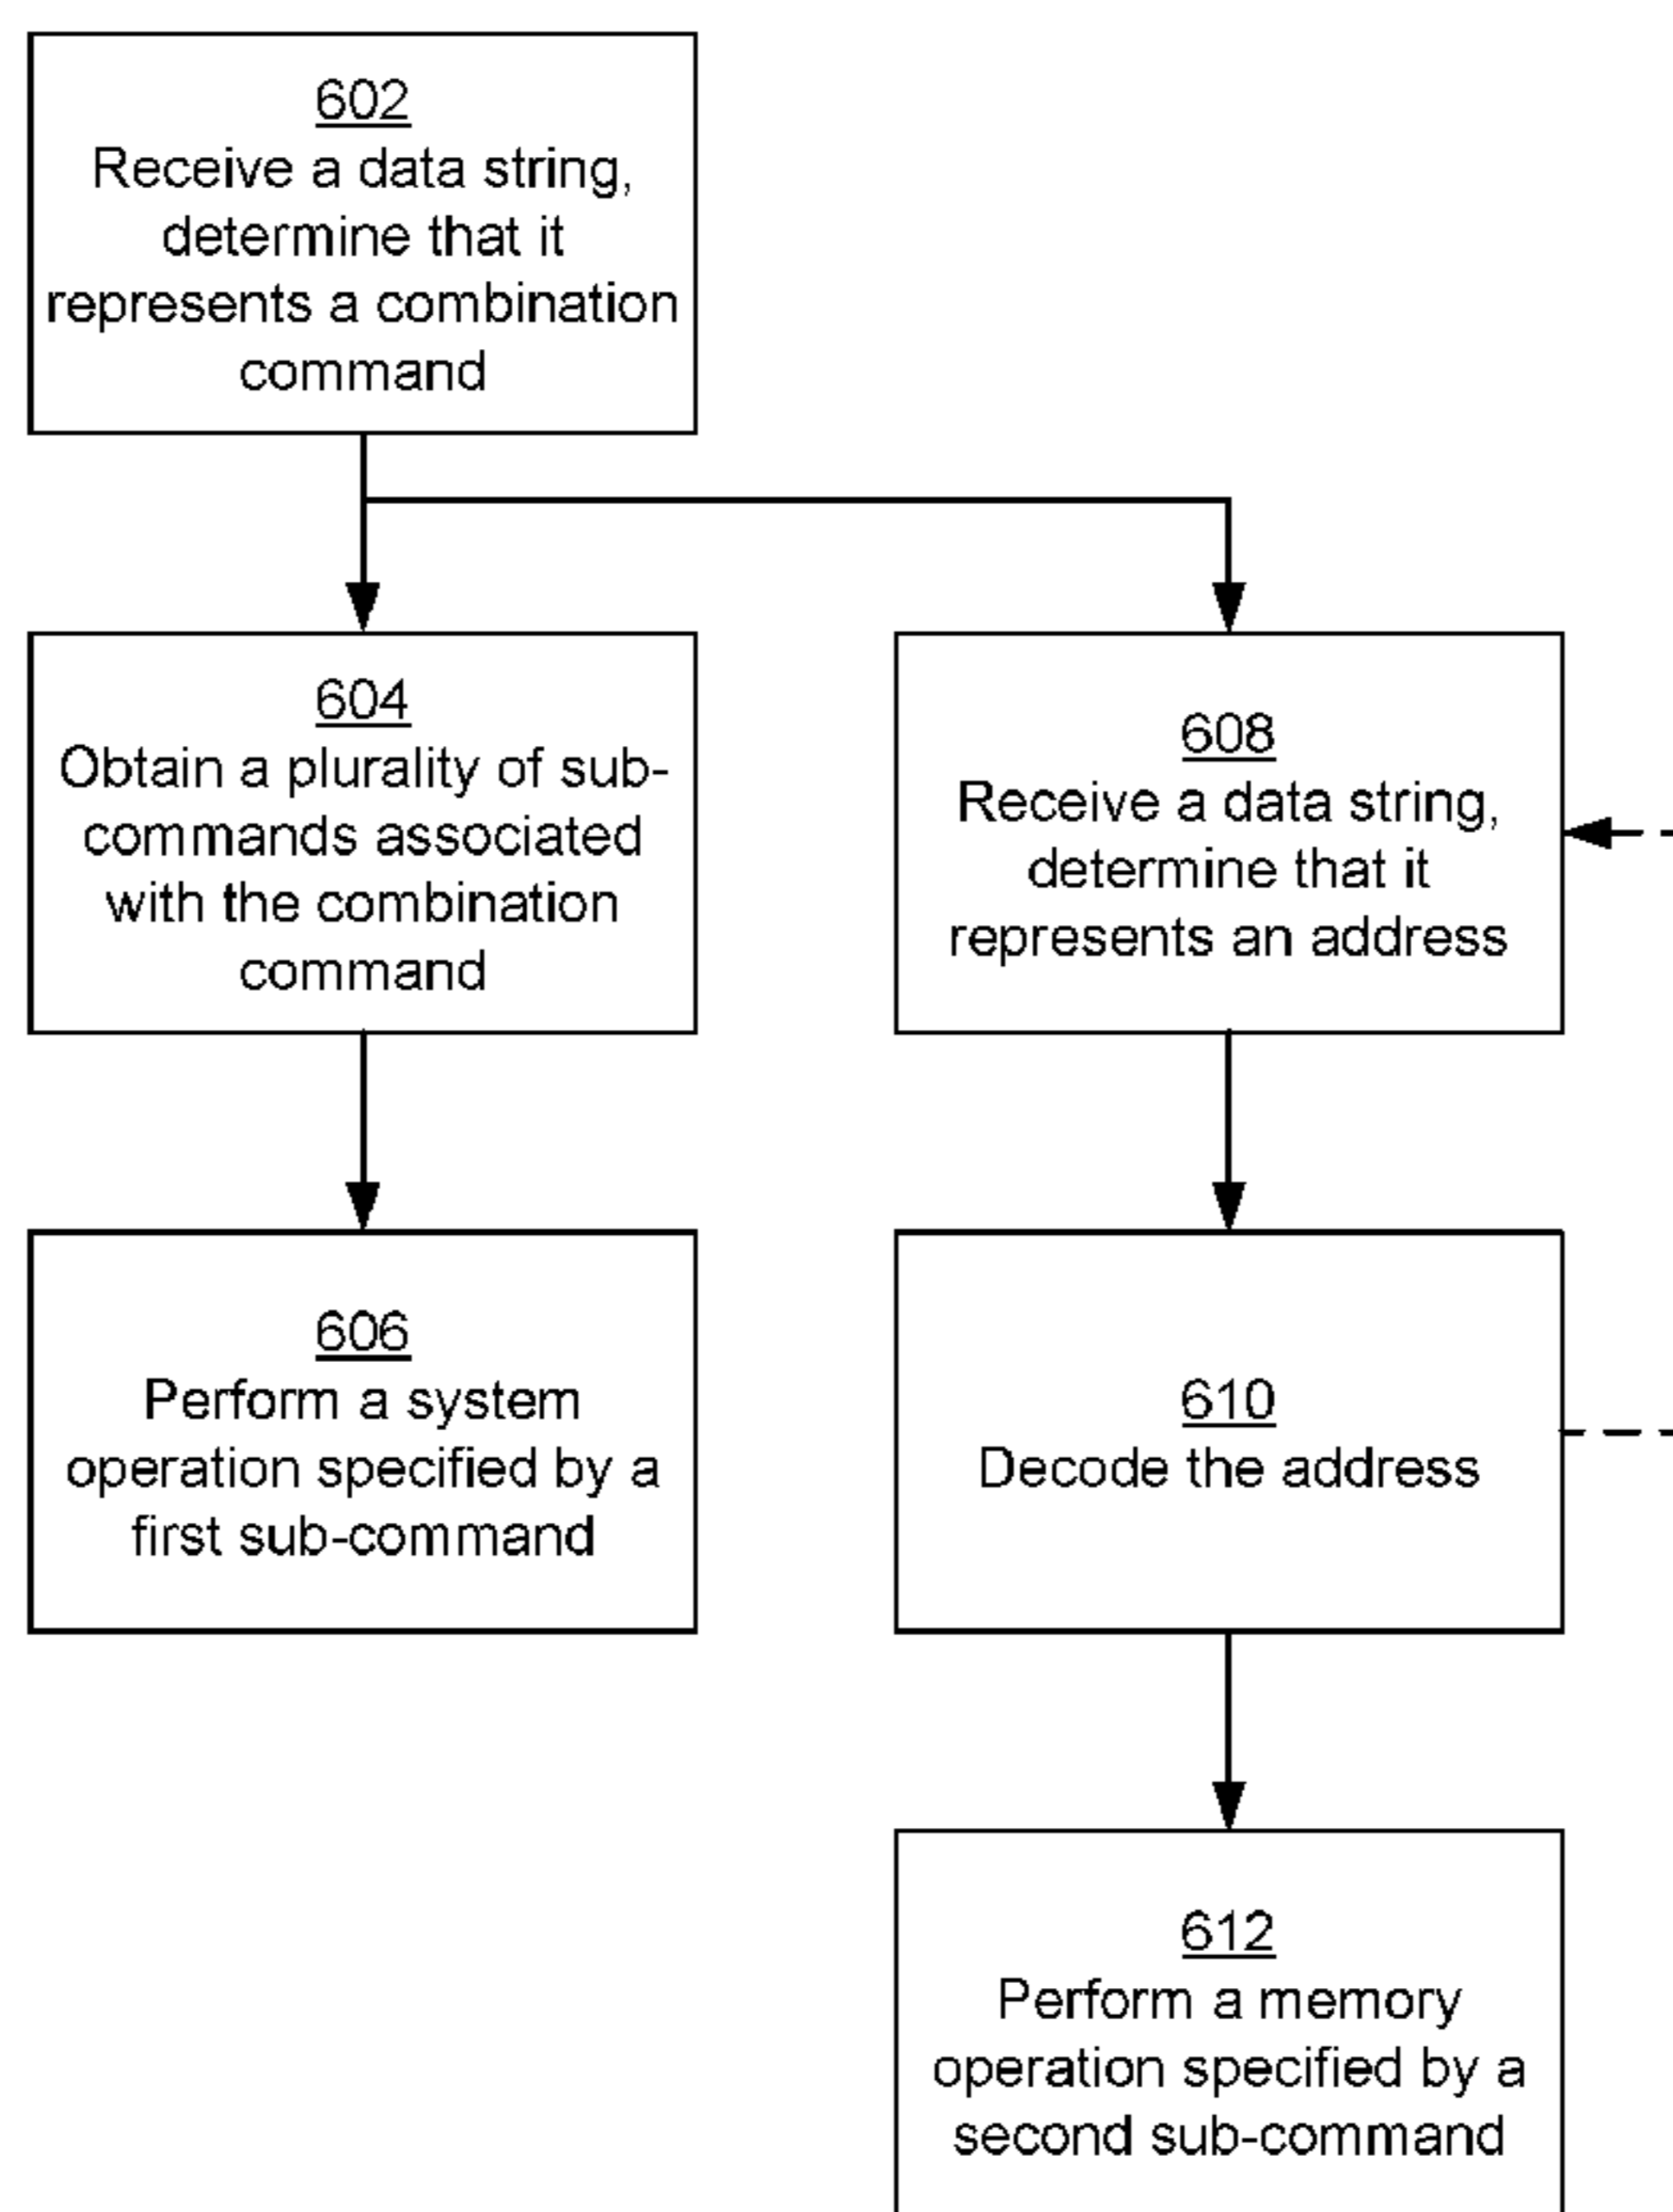 602
Receive a data string,
determine that it
represents a combination
command
604
Obtain a plurality of sub-
commands associated
with the combination
command
608
Receive a data string,
determine that it
represents an address
606
Perform a system
operation specified by a
first sub-command
610
Decode the address
612
Perform a memory
operation specified by a
second sub-command